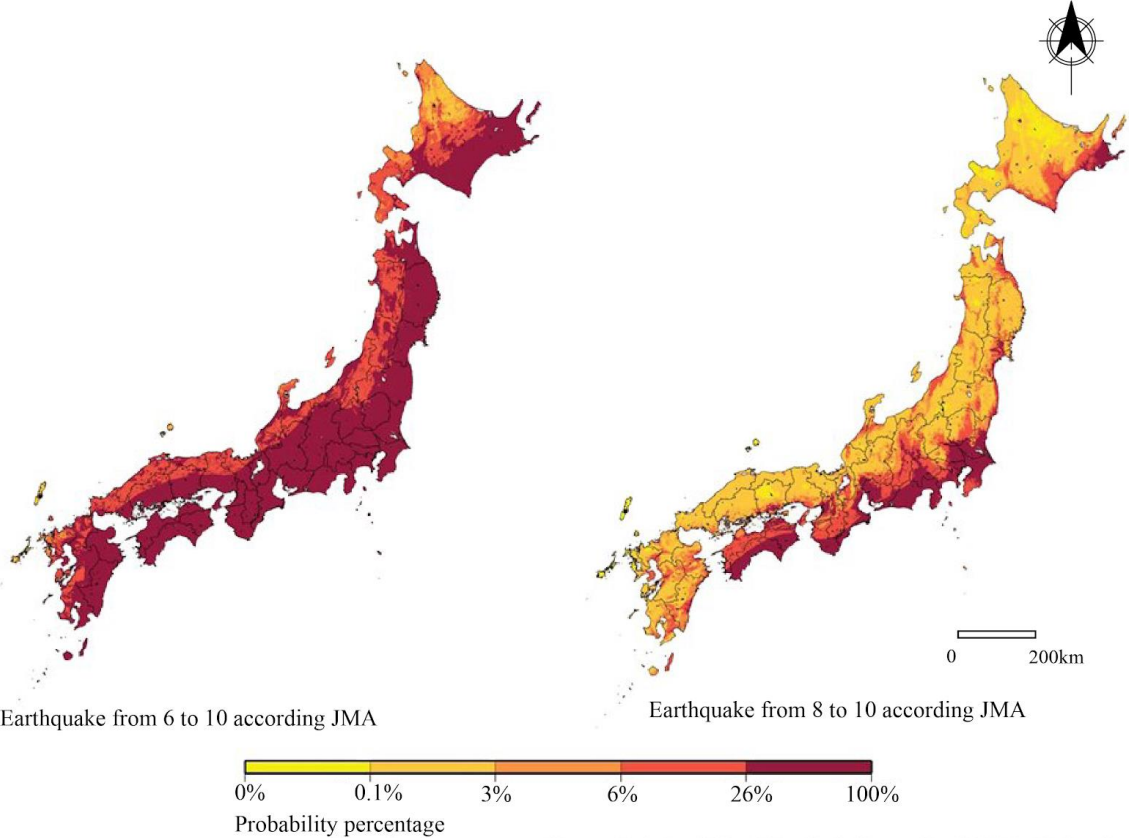 0 200km
Earthquake from 6 to 10 according JMA
Earthquake from 8 to 10 according JMA
0% 0.1% 3% 6% 26% 100%
Probability percentage